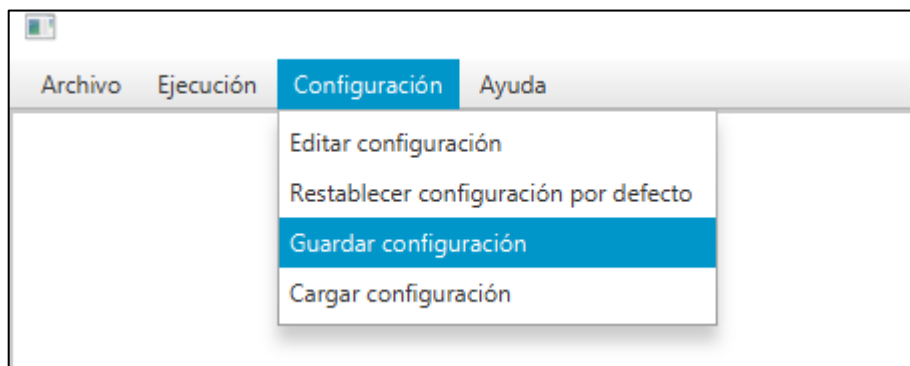 Archivo Ejecución Configuración Ayuda
Editar configuración
Restablecer configuración por defecto
Guardar configuración
Cargar configuración